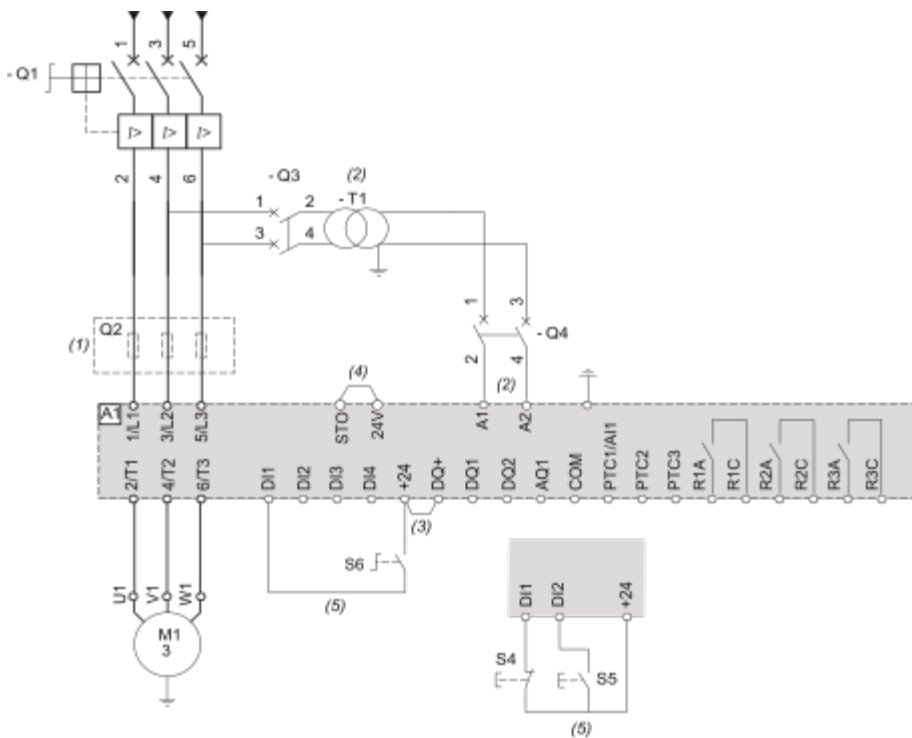 1 3 5
- Q1
I> I> I>
2 4 6
- Q3 (2)
1 2 - T1
3 4
1 3
- Q4
2 4
Q2
(1)
(4) (2)
A1
1/L1 3/L2 5/L3 STO 24V A1 A2
2/T1 4/T2 6/T3 DI1 DI2 DI3 DI4 +24 DQ+ DQ1 DQ2 AQ1 COM PTC1/AI1 PTC2 PTC3 R1A R1C R2A R2C R3A R3C
(3)
S6
(5)
U1 V1 W1
M1
3
DI1 DI2 +24
S4
S5
(5)